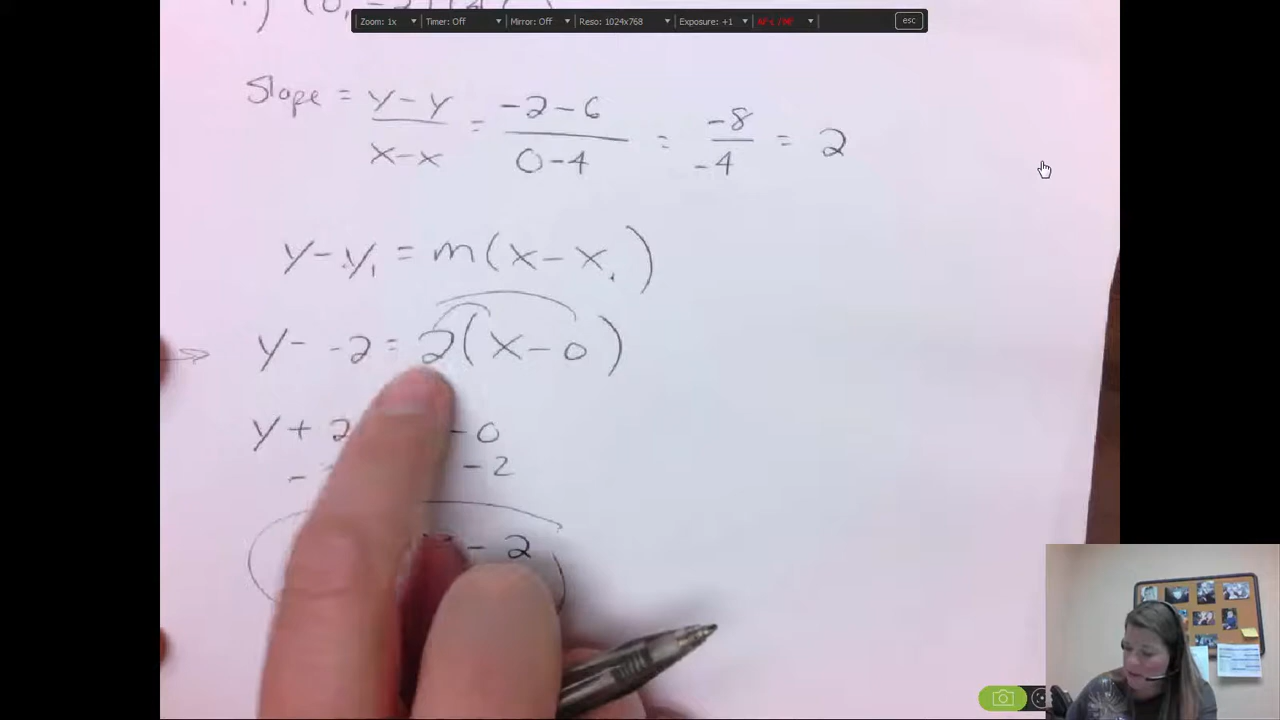 Zoom: 1x Timer: Off Mirror: Off Reso: 1024x768 Exposure: +1 esc
Slope = y-y / x-x = -2-6 / 0-4 = -8 / -4 = 2
y-y₁ = m(x-x₁)
y- -2 = 2(x-0)
y+2 -0
- -2
- 2